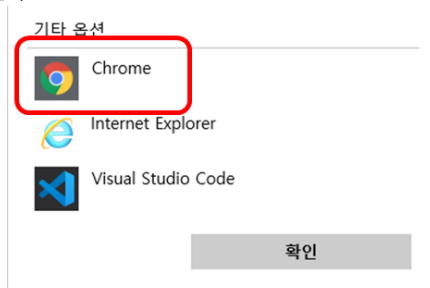 기타 옵션
Chrome
Internet Explorer
Visual Studio Code
확인